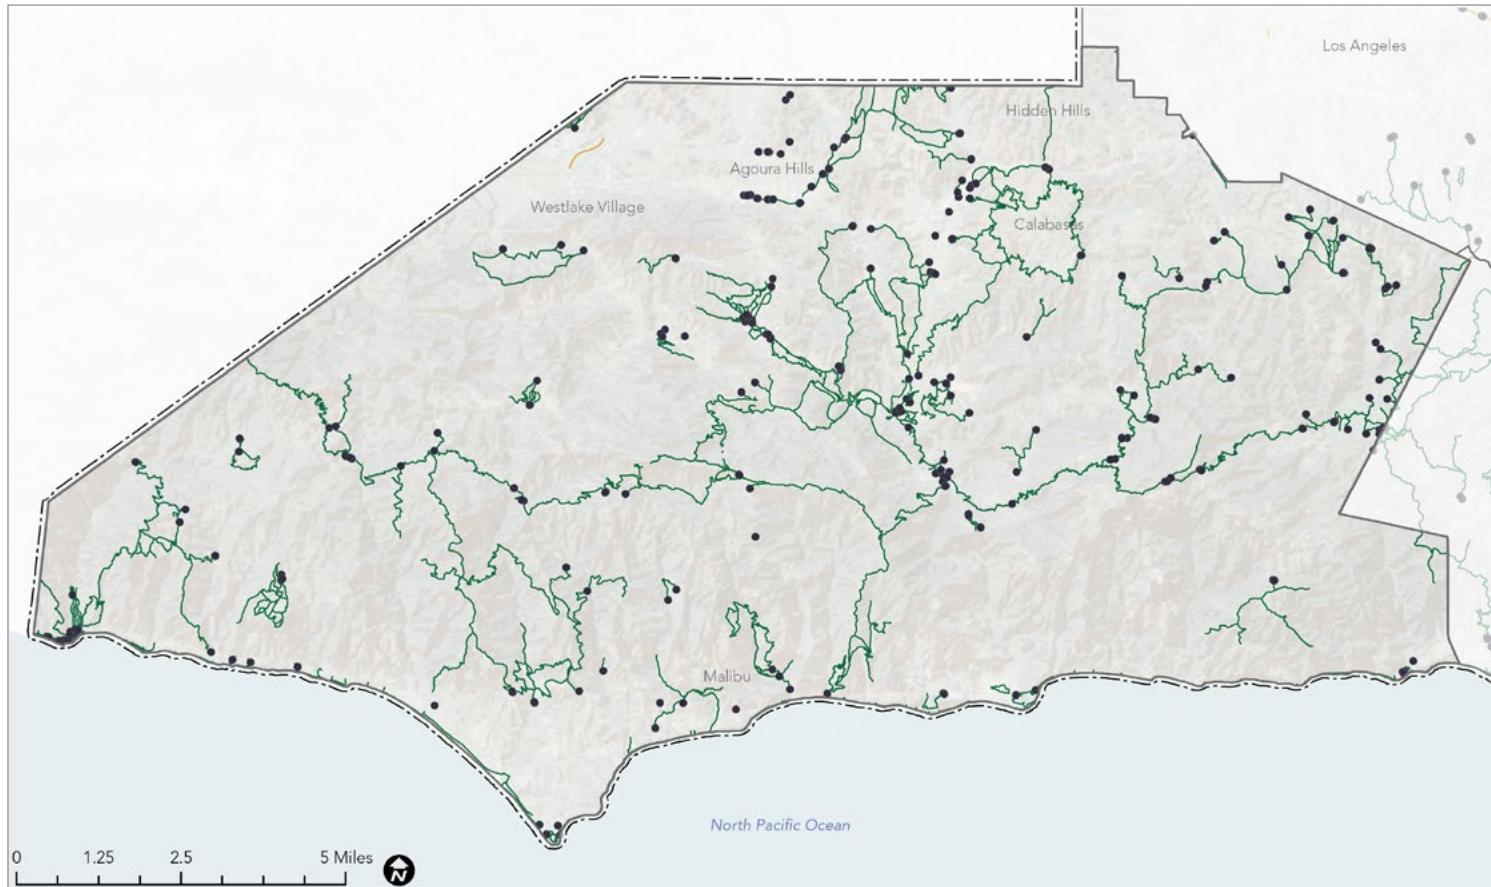 Los Angeles
Hidden Hills
Agoura Hills
Westlake Village
Calabasas
Malibu
North Pacific Ocean
0 1.25 2.5 5 Miles